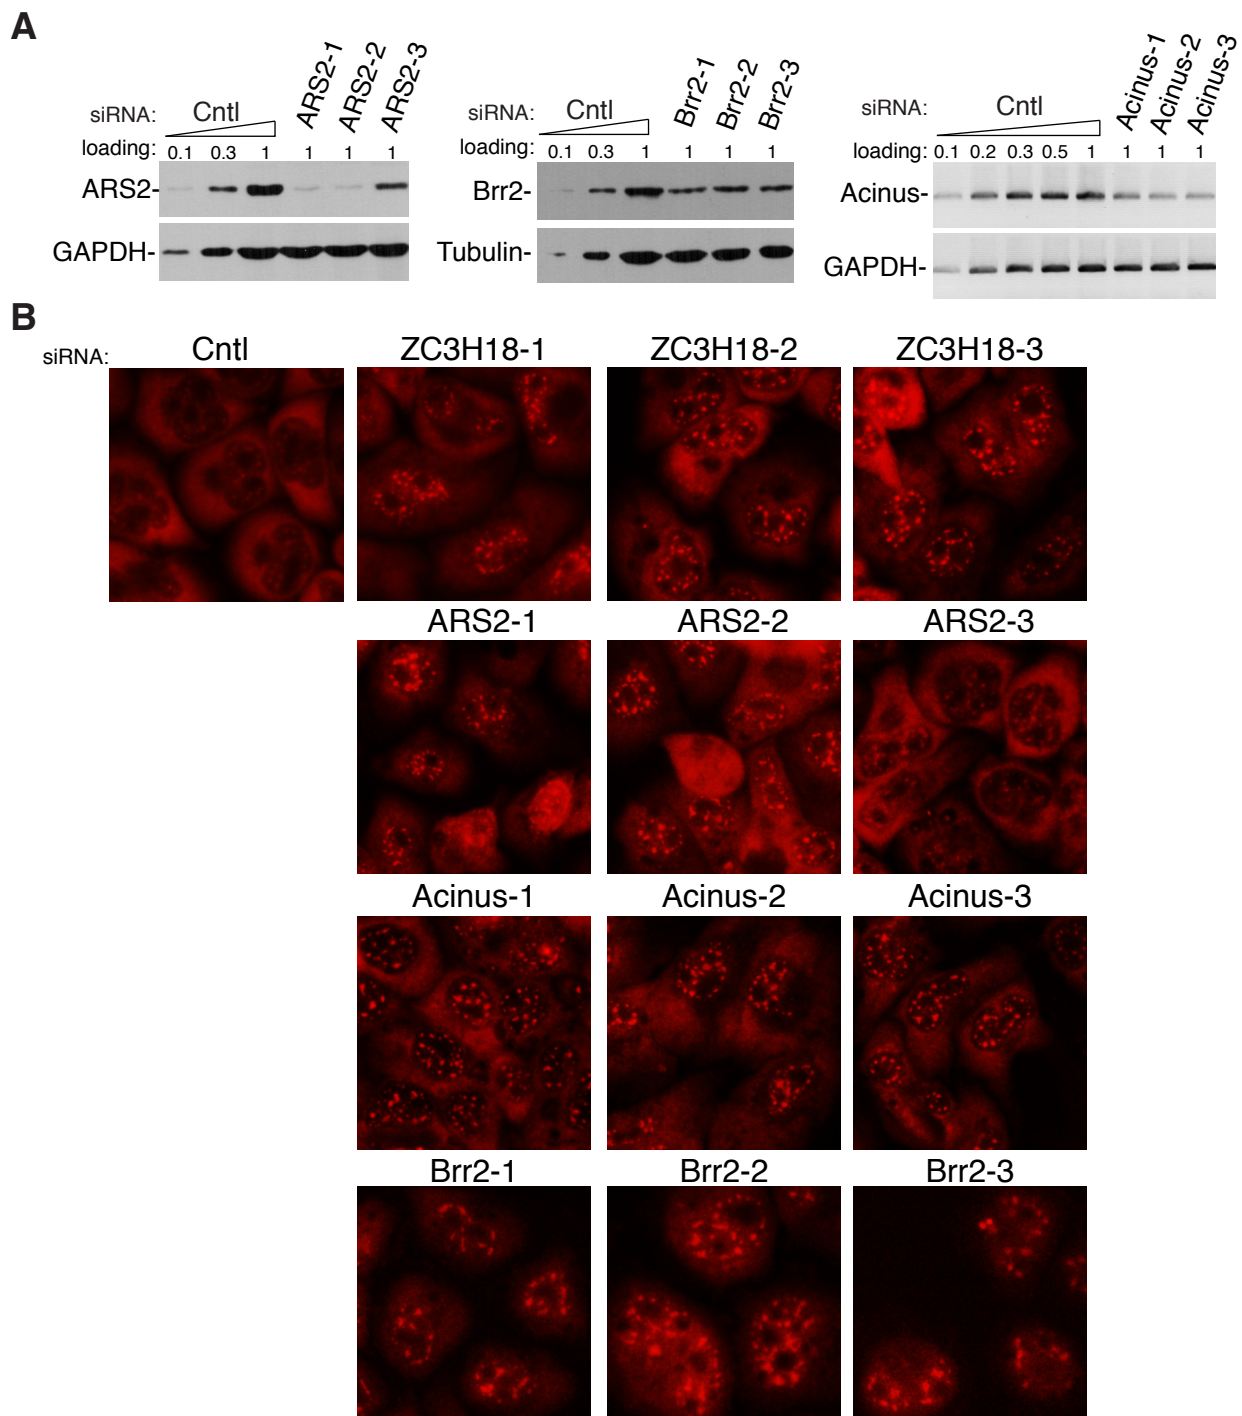 A
siRNA: Cntl ARS2-1 ARS2-2 ARS2-3
loading: 0.1 0.3 1 1 1 1
ARS2-
GAPDH-
siRNA: Cntl Brr2-1 Brr2-2 Brr2-3
loading: 0.1 0.3 1 1 1 1
Brr2-
Tubulin-
siRNA: Cntl Acinus-1 Acinus-2 Acinus-3
loading: 0.1 0.2 0.3 0.5 1 1 1 1
Acinus-
GAPDH-
B
siRNA: Cntl ZC3H18-1 ZC3H18-2 ZC3H18-3
ARS2-1 ARS2-2 ARS2-3
Acinus-1 Acinus-2 Acinus-3
Brr2-1 Brr2-2 Brr2-3